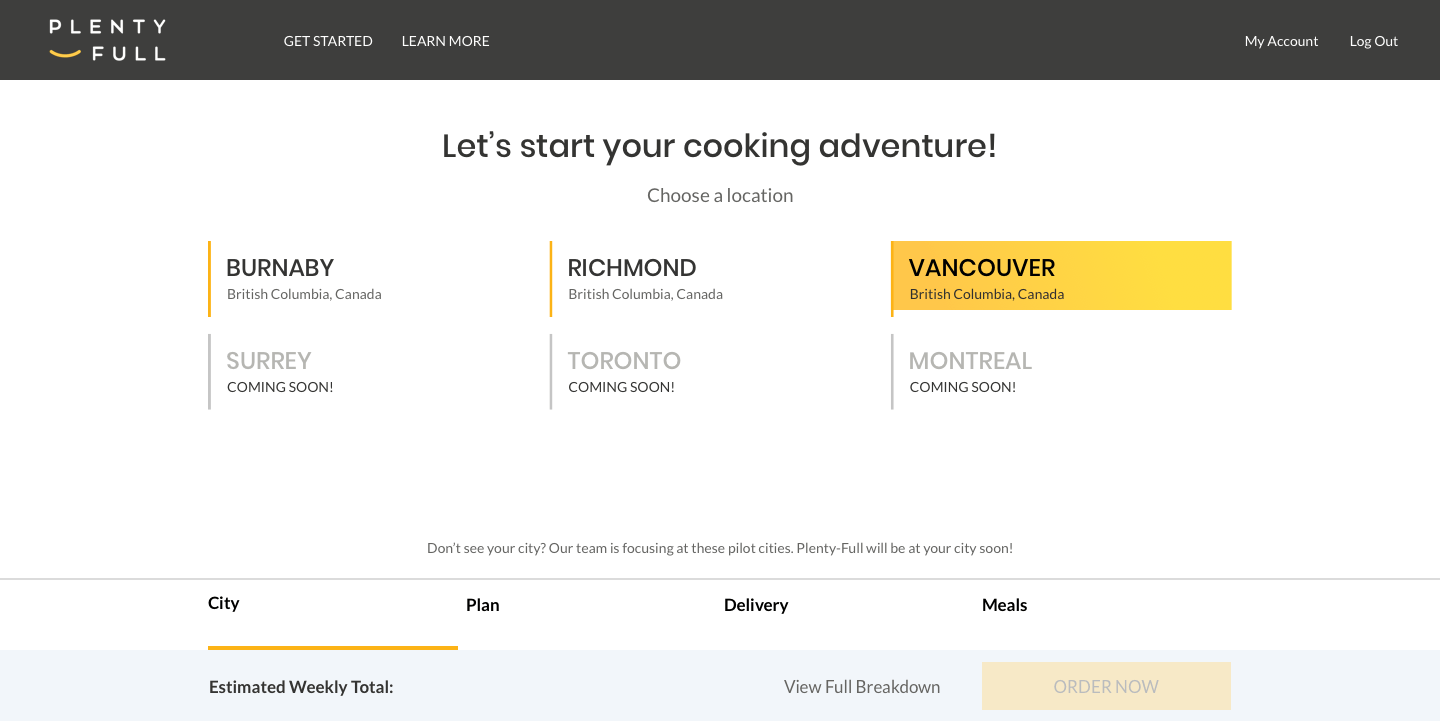 PLENTY
FULL
GET STARTED
LEARN MORE
My Account
Log Out
Let’s start your cooking adventure!
Choose a location
BURNABY
British Columbia, Canada
RICHMOND
British Columbia, Canada
VANCOUVER
British Columbia, Canada
SURREY
COMING SOON!
TORONTO
COMING SOON!
MONTREAL
COMING SOON!
Don’t see your city? Our team is focusing at these pilot cities. Plenty-Full will be at your city soon!
City
Plan
Delivery
Meals
Estimated Weekly Total:
View Full Breakdown
ORDER NOW